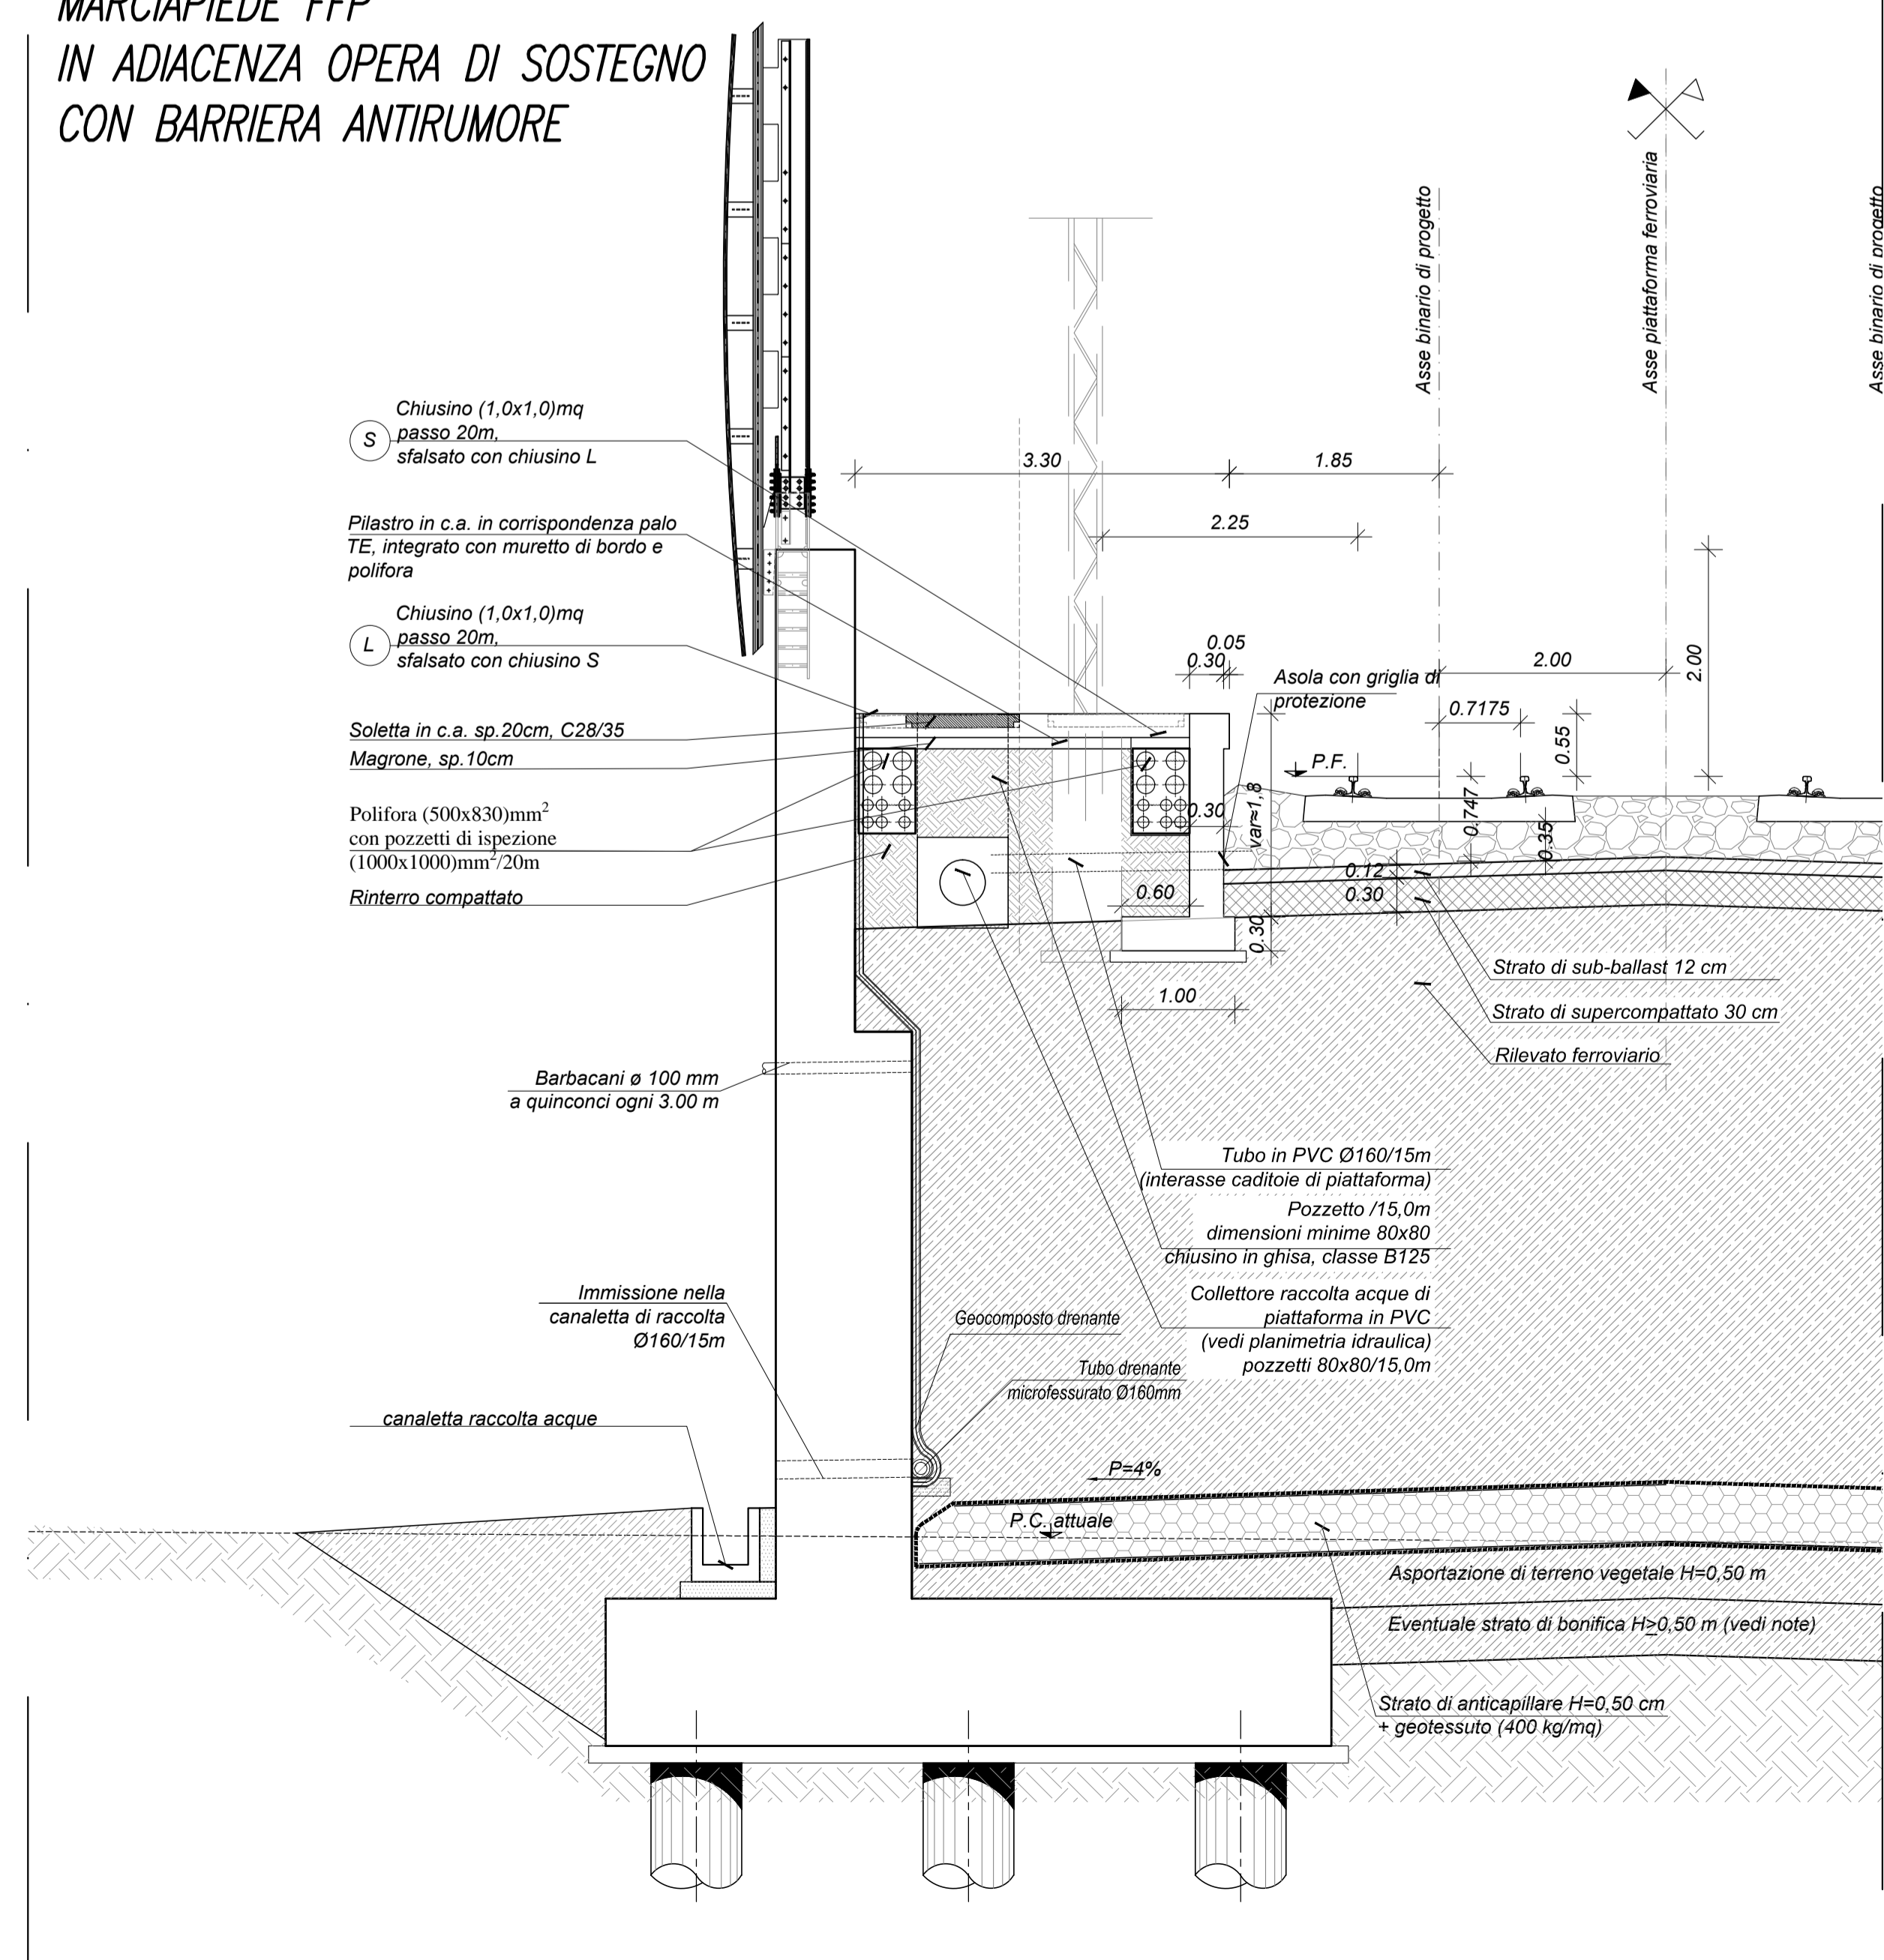 MARCIAPIEDE FFP
IN ADIACENZA OPERA DI SOSTEGNO
CON BARRIERA ANTIRUMORE
Asse binario di progetto
Asse piattaforma ferroviaria
Asse binario di progetto
S
Chiusino (1,0x1,0)mq
passo 20m,
sfalsato con chiusino L
Pilastro in c.a. in corrispondenza palo
TE, integrato con muretto di bordo e
polifora
L
Chiusino (1,0x1,0)mq
passo 20m,
sfalsato con chiusino S
Soletta in c.a. sp.20cm, C28/35
Magrone, sp.10cm
Polifora (500x830)mm²
con pozzetti di ispezione
(1000x1000)mm²/20m
Rinterro compattato
3.30
1.85
2.25
0.05
0.30
2.00
2.00
Asola con griglia di
protezione
0.7175
0.55
P.F.
0.30
var≈1,8
0.747
0.35
0.12
0.30
0.60
0.30
1.00
Strato di sub-ballast 12 cm
Strato di supercompattato 30 cm
Rilevato ferroviario
Barbacani ø 100 mm
a quinconci ogni 3.00 m
Tubo in PVC Ø160/15m
(interasse caditoie di piattaforma)
Pozzetto /15,0m
dimensioni minime 80x80
chiusino in ghisa, classe B125
Collettore raccolta acque di
piattaforma in PVC
(vedi planimetria idraulica)
pozzetti 80x80/15,0m
Immissione nella
canaletta di raccolta
Ø160/15m
Geocomposto drenante
Tubo drenante
microfessurato Ø160mm
canaletta raccolta acque
P=4%
P.C. attuale
Asportazione di terreno vegetale H=0,50 m
Eventuale strato di bonifica H≥0,50 m (vedi note)
Strato di anticapillare H=0,50 cm
+ geotessuto (400 kg/mq)